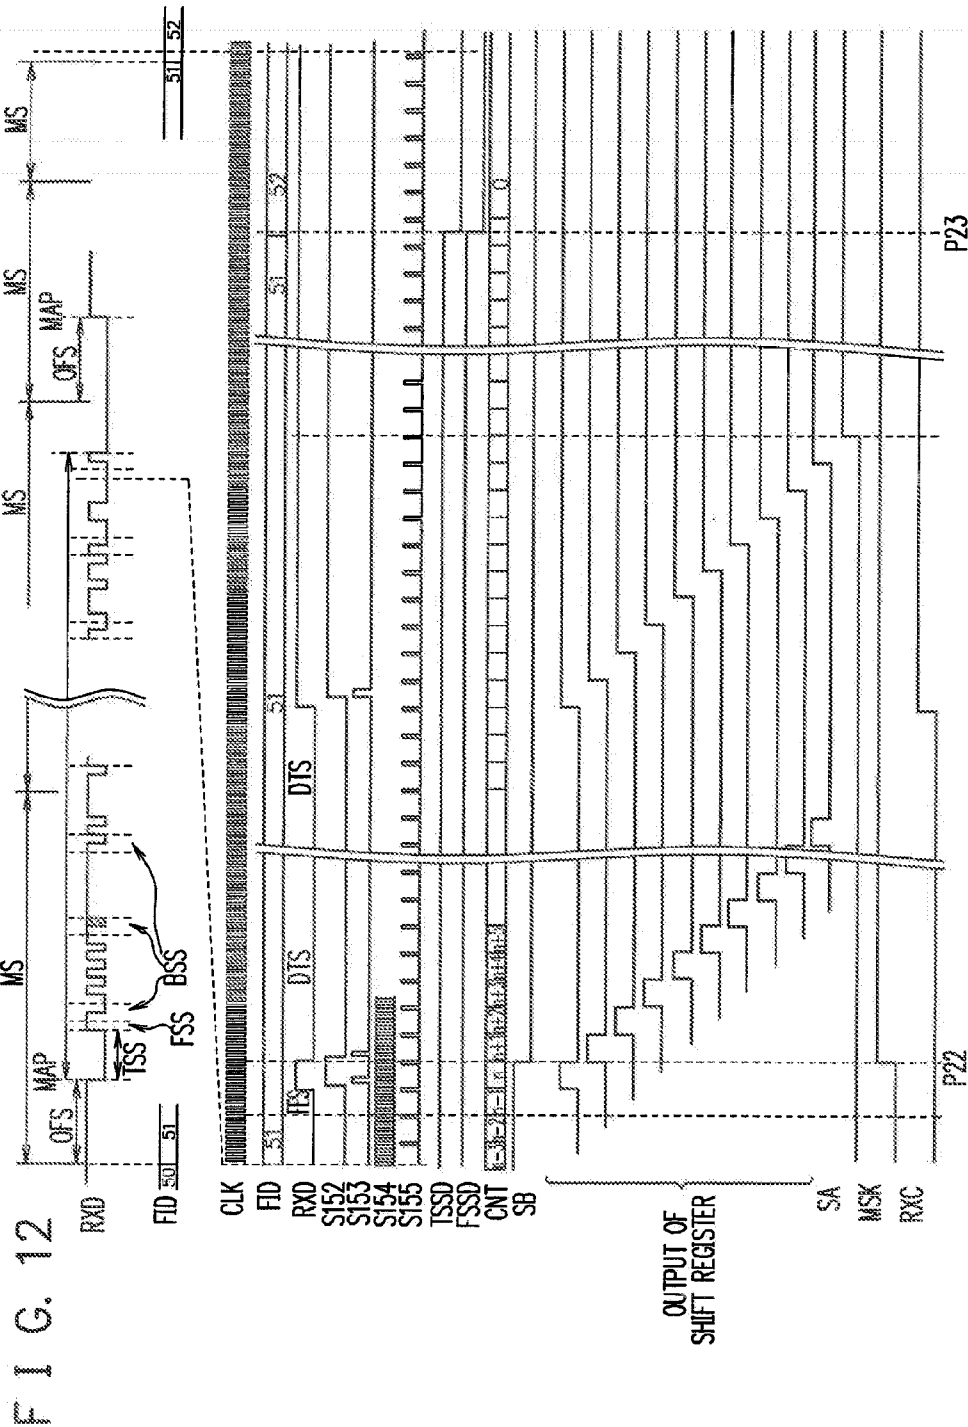 FIG. 12
MS
MS
MS
MS
OFS
MAP
OFS
MAP
RXD
TSS
FSS
BSS
FID
50
51
51
52
CLK
FID
51
51
51
52
RXD
FES
DTS
DTS
S152
S153
S154
S155
TSSD
FSSD
CNT
0
SB
OUTPUT OF
SHIFT REGISTER
SA
MSK
RXC
P22
P23